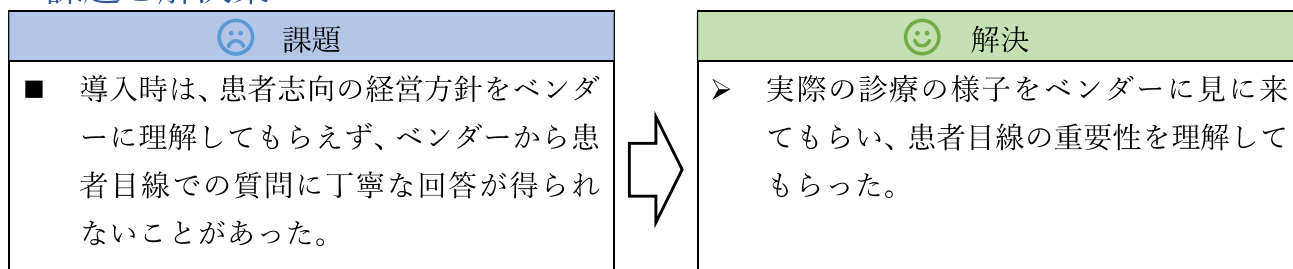 課題
■ 導入時は、患者志向の経営方針をベンダ
ーに理解してもらえず、ベンダーから患
者目線での質問に丁寧な回答が得られ
ないことがあった。
解決
➢ 実際の診療の様子をベンダーに見に来
てもらい、患者目線の重要性を理解して
もらった。